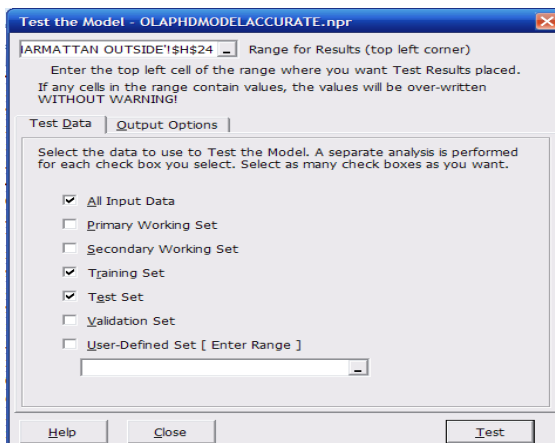 Test the Model - OLAPHDMODELACCURATE.npr
IARMATTAN OUTSIDE'!$H$24 Range for Results (top left corner)
Enter the top left cell of the range where you want Test Results placed.
If any cells in the range contain values, the values will be over-written
WITHOUT WARNING!
Test Data Output Options
Select the data to use to Test the Model. A separate analysis is performed
for each check box you select. Select as many check boxes as you want.
All Input Data
Primary Working Set
Secondary Working Set
Training Set
Test Set
Validation Set
User-Defined Set [ Enter Range ]
Help Close Test